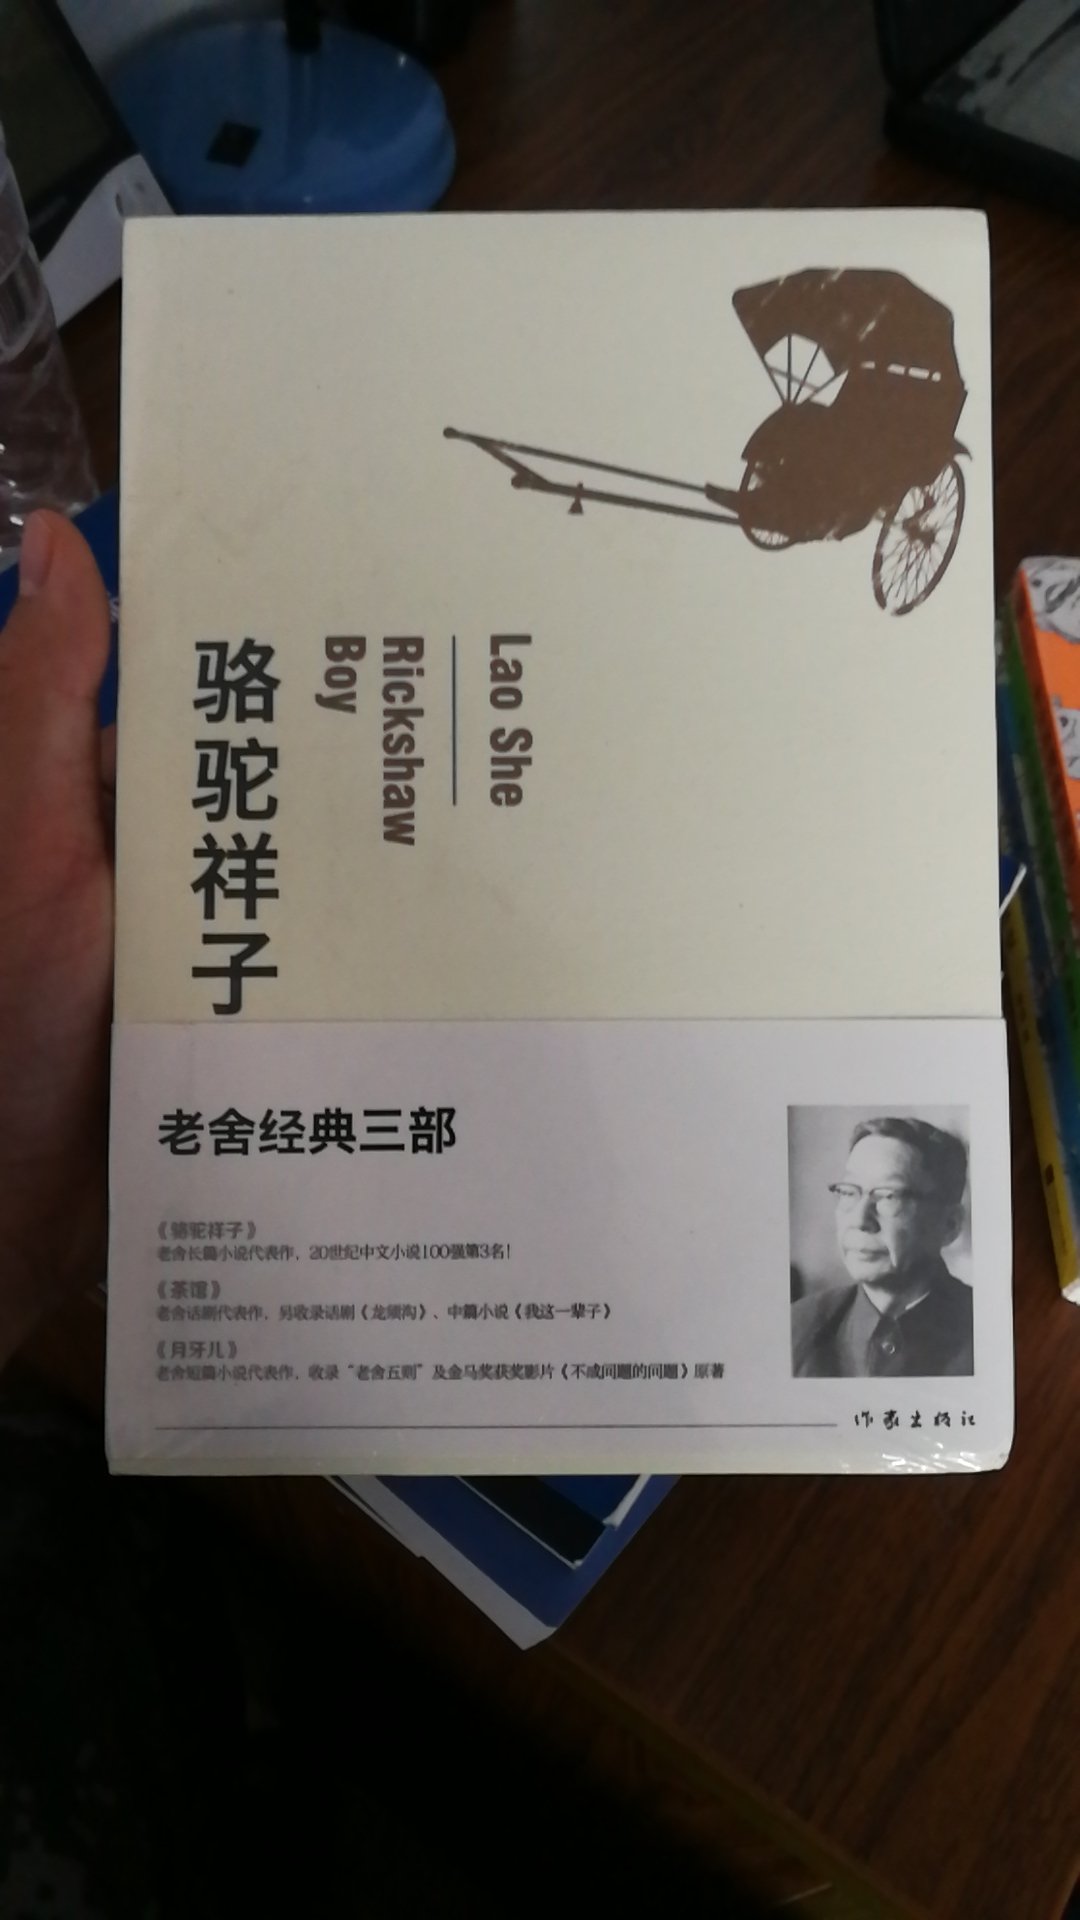 骆驼祥子
Rickshaw
Boy
Lao She
老舍经典三部
《骆驼祥子》
老舍长篇小说代表作，20世纪中文小说100强第3名！
《茶馆》
老舍话剧代表作，另收录话剧《龙须沟》、中篇小说《我这一辈子》
《月牙儿》
老舍短篇小说代表作，收录“老舍五则”及金马奖获奖影片《不成问题的问题》原著
作家出版社